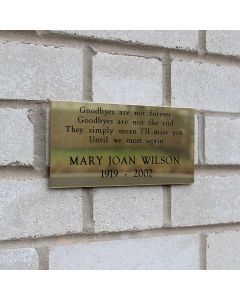 Goodbyes are not forever
Goodbyes are not the end
They simply mean I'll miss you
Until we meet again
MARY JOAN WILSON
1919 - 2002